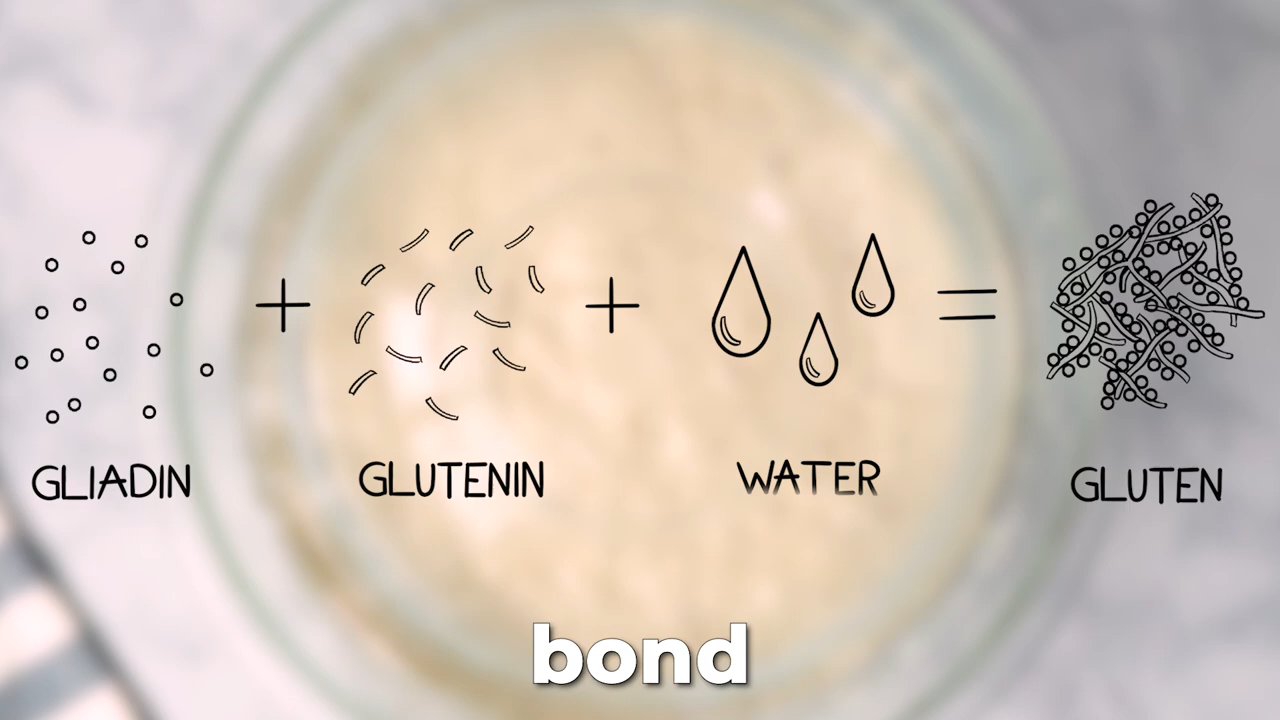 GLIADIN + GLUTENIN + WATER = GLUTEN
bond